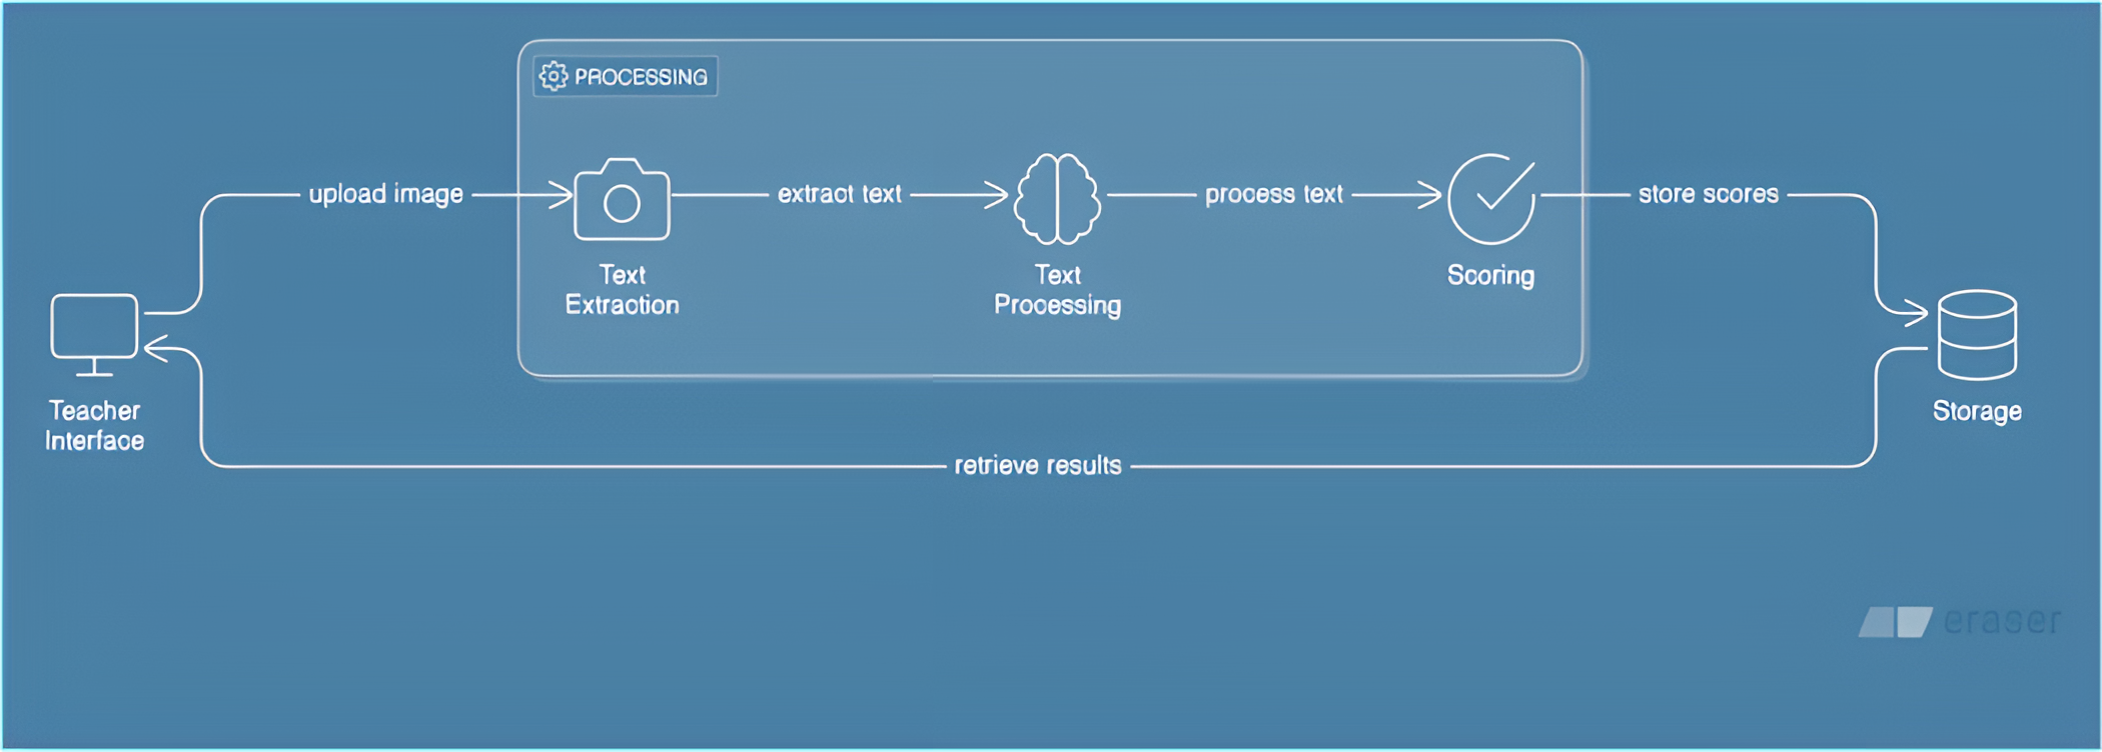 PROCESSING
upload image
extract text
process text
store scores
Text
Extraction
Text
Processing
Scoring
Teacher
Interface
Storage
retrieve results
eraser